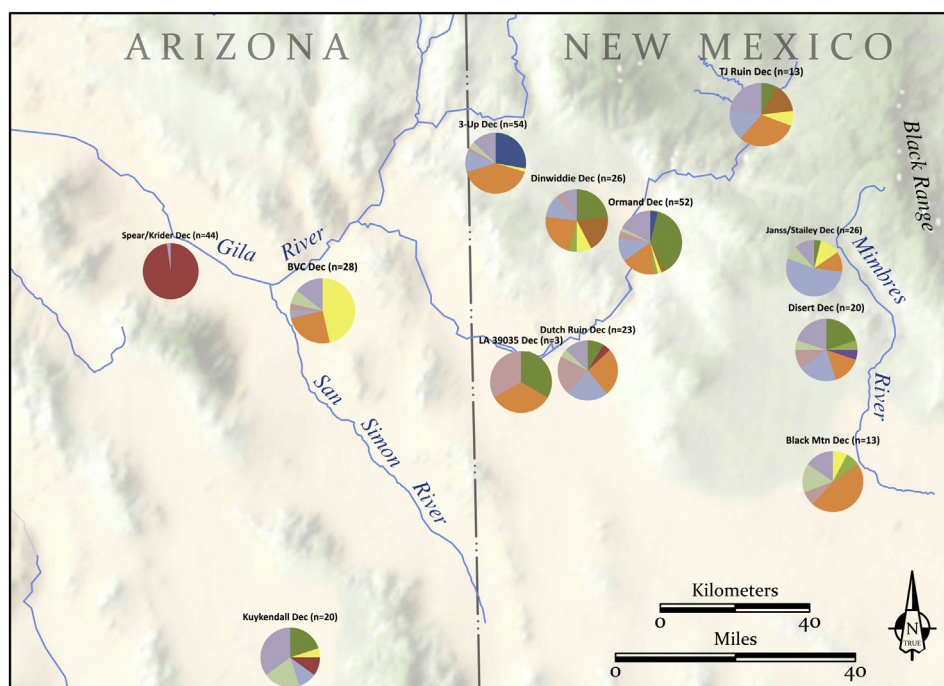 ARIZONA
NEW MEXICO
TJ Ruin Dec (n=13)
3-Up Dec (n=54)
Black Range
Dinwiddie Dec (n=26)
Ormand Dec (n=52)
Janss/Stailey Dec (n=26)
Spear/Krider Dec (n=44)
Gila River
BVC Dec (n=28)
Mimbres River
Disert Dec (n=20)
Dutch Ruin Dec (n=23)
LA 39035 Dec (n=3)
San Simon River
Black Mtn Dec (n=13)
Kilometers
0
40
Miles
0
40
N
TRUE
Kuykendall Dec (n=20)